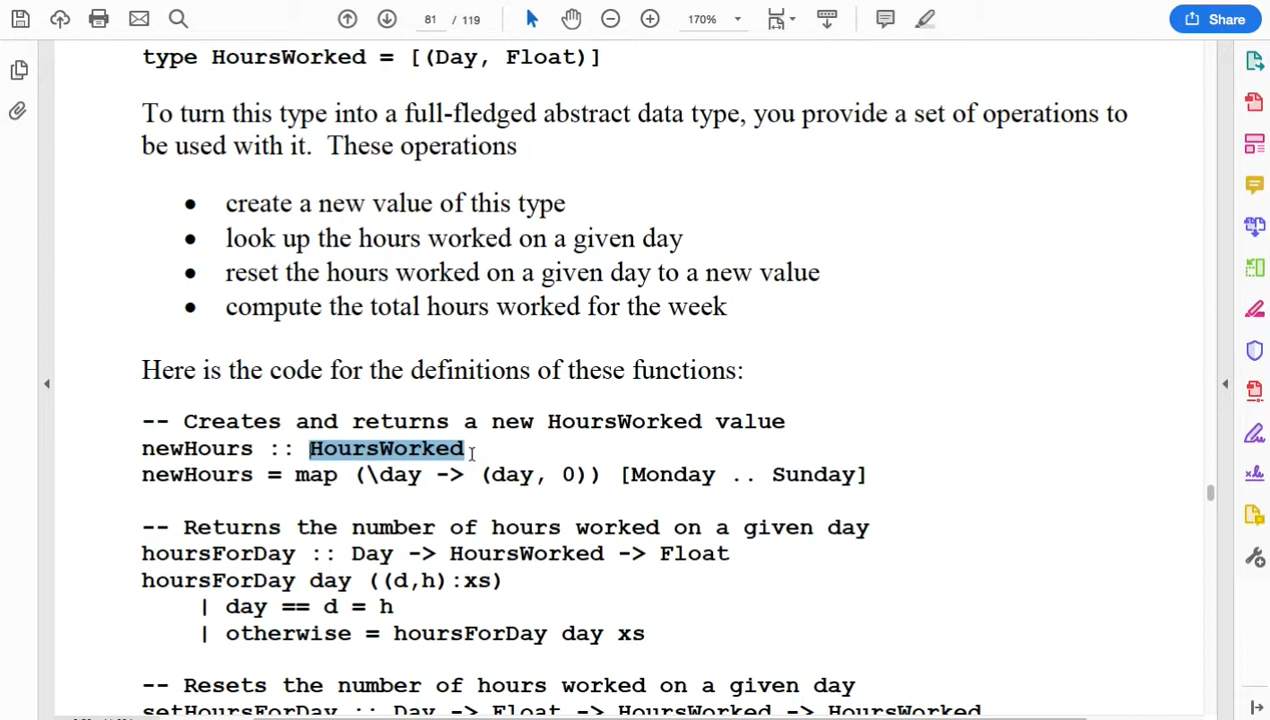 81 / 119
170%
Share
type HoursWorked = [(Day, Float)]
To turn this type into a full-fledged abstract data type, you provide a set of operations to
be used with it. These operations
• create a new value of this type
• look up the hours worked on a given day
• reset the hours worked on a given day to a new value
• compute the total hours worked for the week
Here is the code for the definitions of these functions:
-- Creates and returns a new HoursWorked value
newHours :: HoursWorked
newHours = map (\day -> (day, 0)) [Monday .. Sunday]
-- Returns the number of hours worked on a given day
hoursForDay :: Day -> HoursWorked -> Float
hoursForDay day ((d,h):xs)
| day == d = h
| otherwise = hoursForDay day xs
-- Resets the number of hours worked on a given day
setHoursForDay :: Day -> Float -> HoursWorked -> HoursWorked